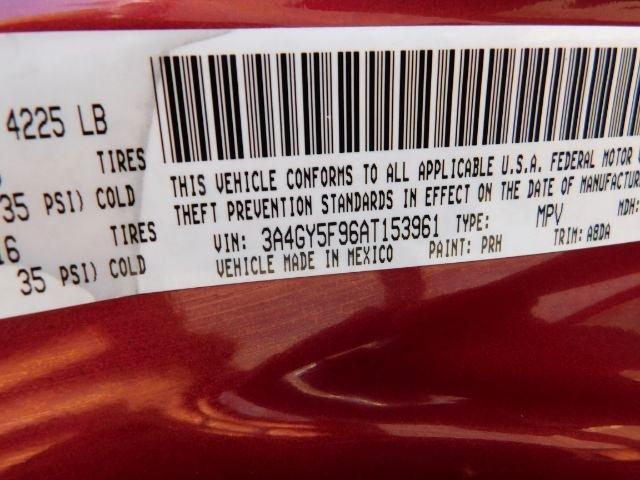 4225 LB
TIRES
35 PSI) COLD
16 TIRES
35 PSI) COLD
THIS VEHICLE CONFORMS TO ALL APPLICABLE U.S.A. FEDERAL MOTOR
THEFT PREVENTION STANDARDS IN EFFECT ON THE DATE OF MANUFACTURE
VIN: 3A4GY5F96AT153961 TYPE: MPV MDH:
VEHICLE MADE IN MEXICO PAINT: PRH TRIM: ABDA